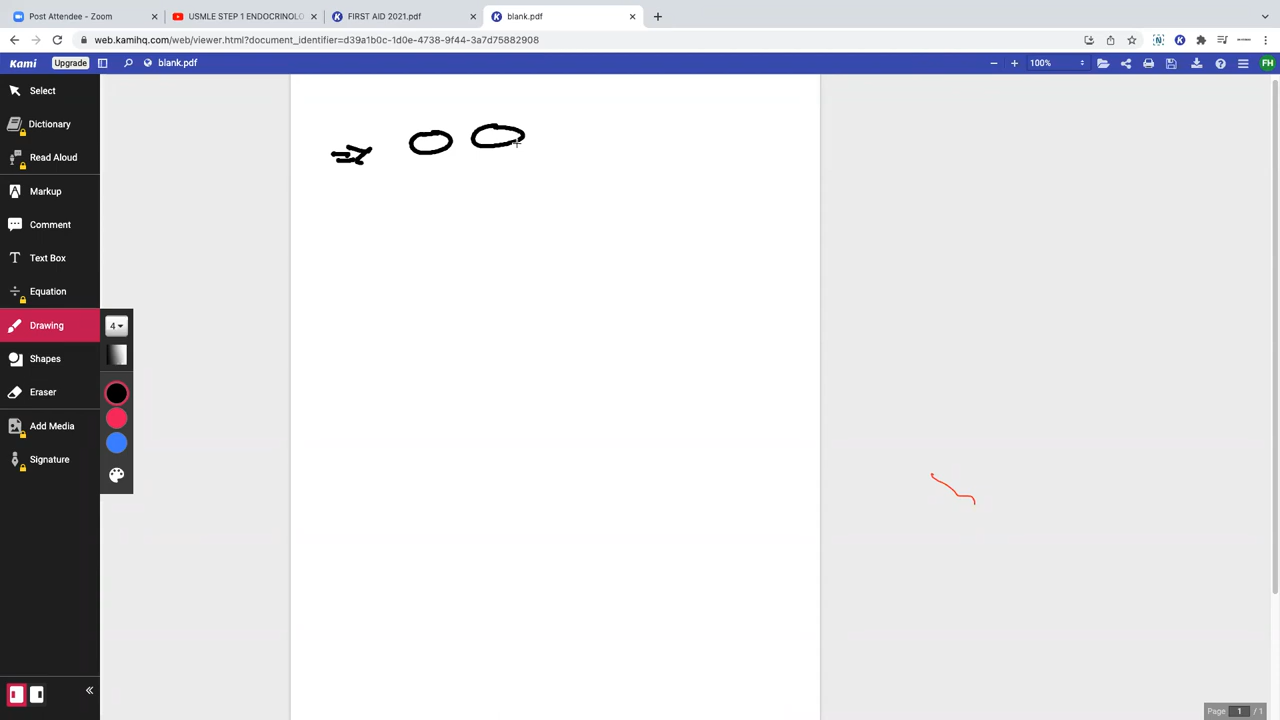 Post Attendee - Zoom
USMLE STEP 1 ENDOCRINOLO
FIRST AID 2021.pdf
blank.pdf
web.kamihq.com/web/viewer.html?document_identifier=d39a1b0c-1d0e-4738-9f44-3a7d75882908
Kami Upgrade blank.pdf 100% FH
Select
Dictionary
Read Aloud
Markup
Comment
Text Box
Equation
Drawing
4
Shapes
Eraser
Add Media
Signature
Page: 1 / 1